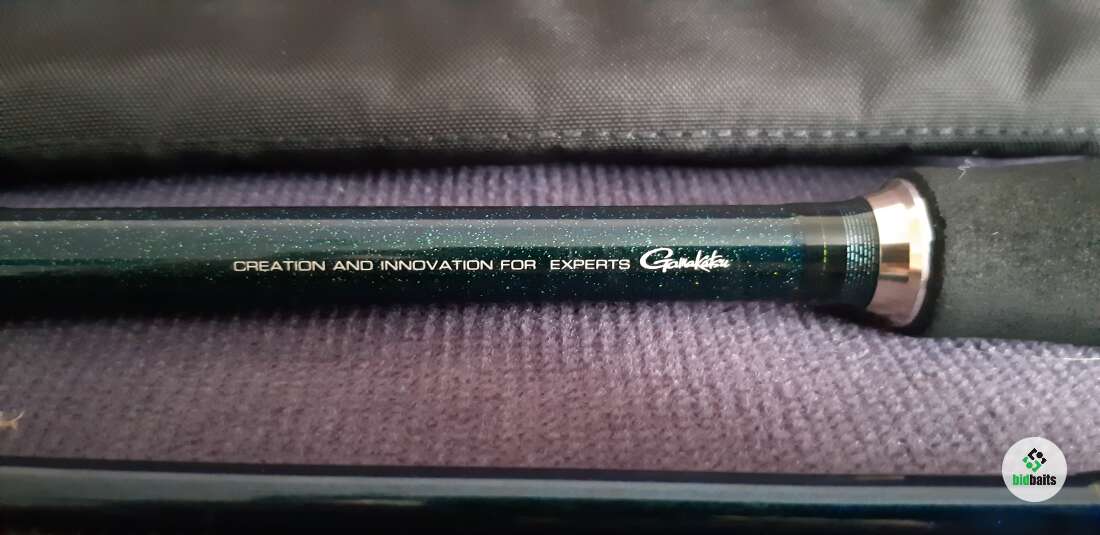 CREATION AND INNOVATION FOR EXPERTS Gamakatsu
bidbaits